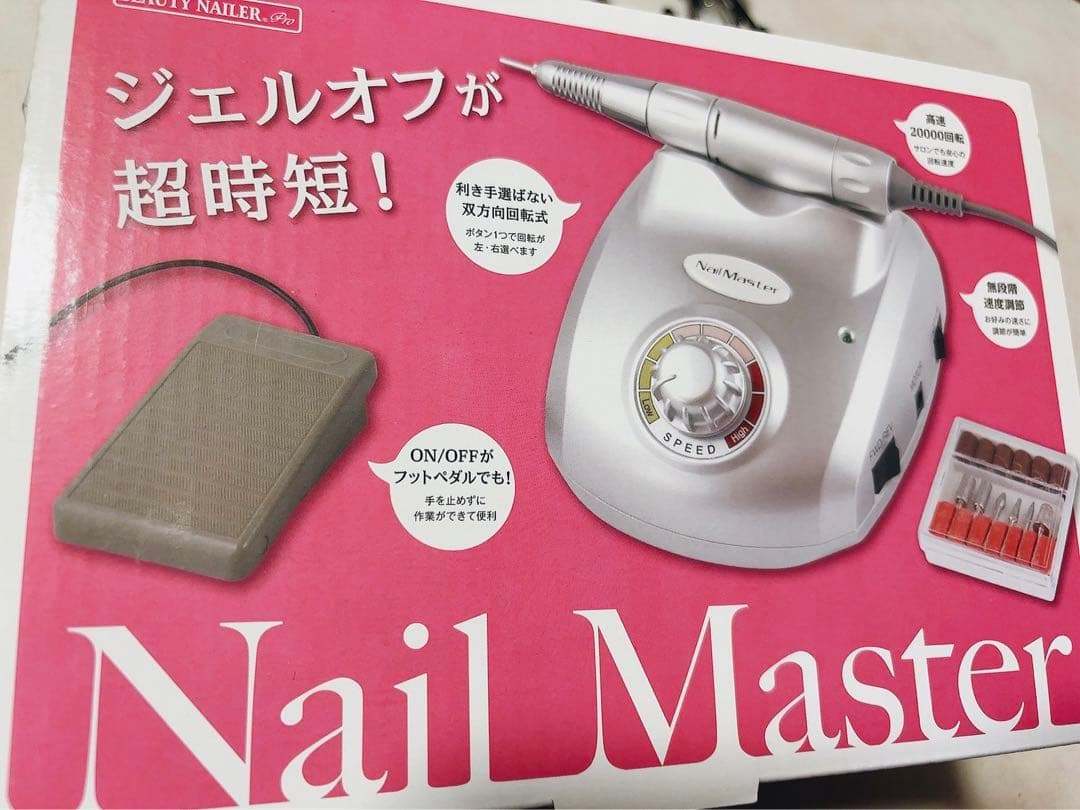 BEAUTY NAILER® Pro
ジェルオフが
超時短!
高速
20000回転
サロンでも安心の
回転速度
利き手選ばない
双方向回転式
ボタン1つで回転が
左・右選べます
NailMaster
無段階
速度調節
お好みの速さに
調節が簡単
Low
SPEED
High
FWD/REV
ON/OFFが
フットペダルでも!
手を止めずに
作業ができて便利
Nail Master